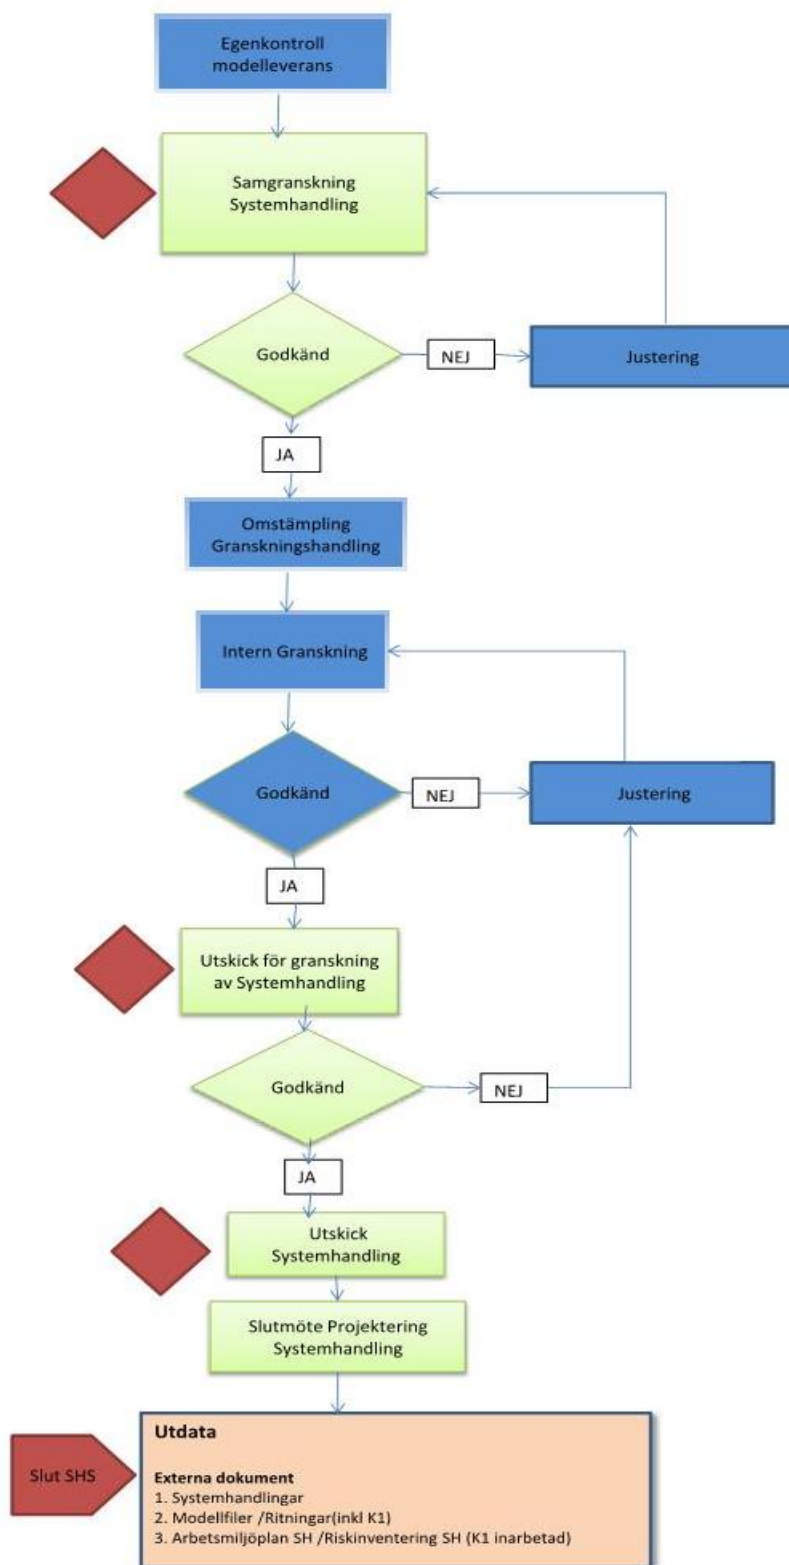 Egenkontroll
modelleverans
Samgranskning
Systemhandling
Godkänd
NEJ
Justering
JA
Omstämpling
Granskningshandling
Intern Granskning
Godkänd
NEJ
Justering
JA
Utskick för granskning
av Systemhandling
Godkänd
NEJ
JA
Utskick
Systemhandling
Slutmöte Projektering
Systemhandling
Slut SHS
Utdata
Externa dokument
1. Systemhandlingar
2. Modellfiler /Ritningar(inkl K1)
3. Arbetsmiljöplan SH /Riskinventering SH (K1 inarbetad)